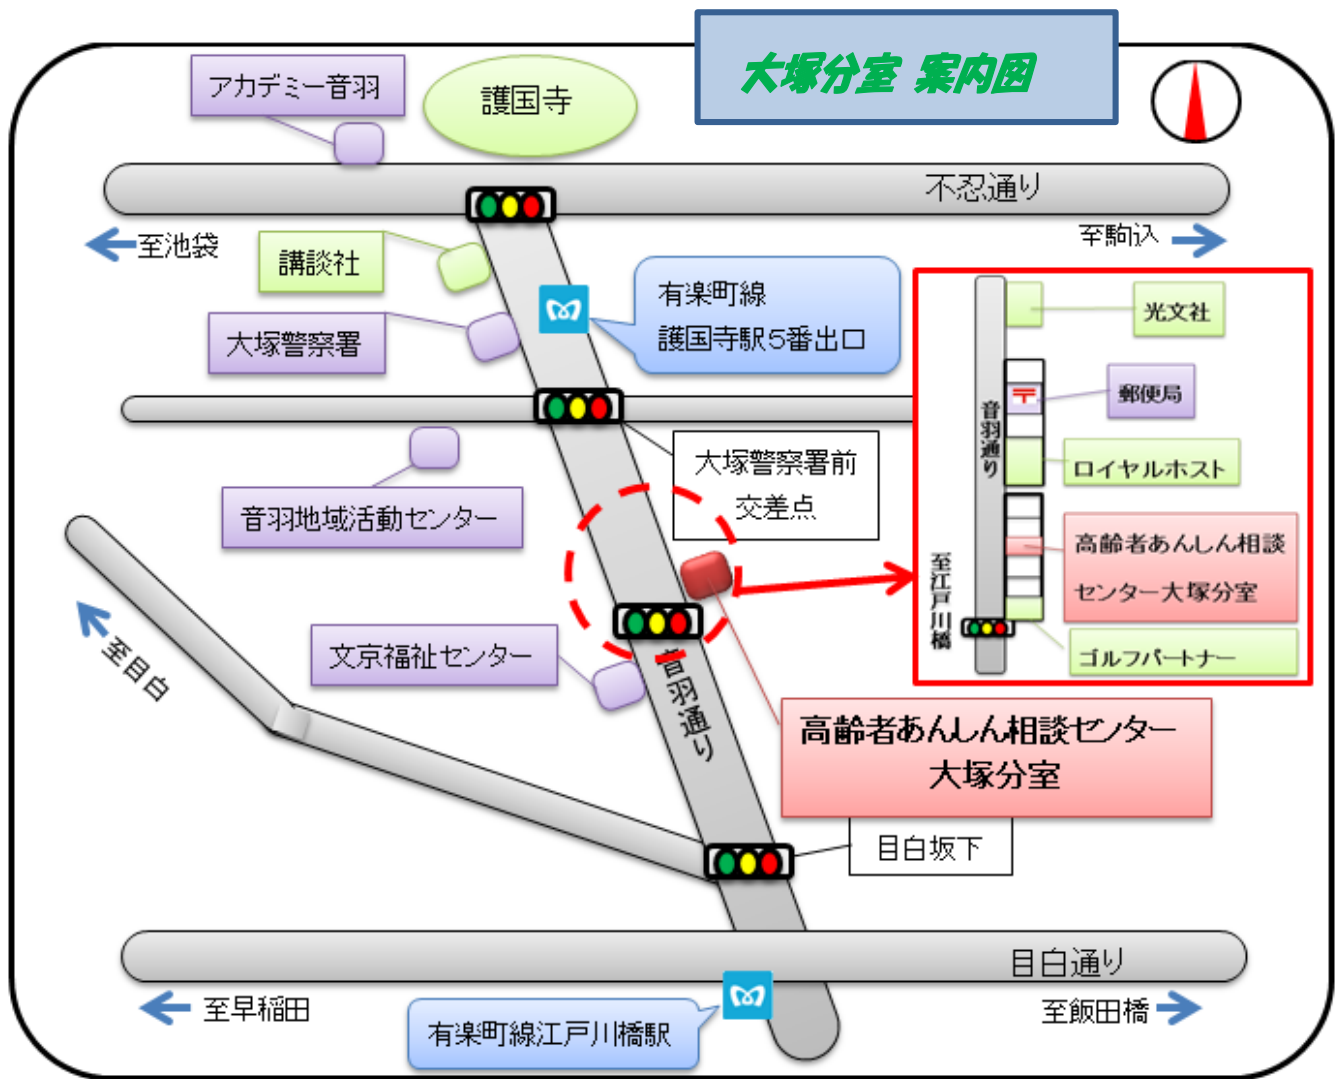 大塚分室 案内図
アカデミー音羽
護国寺
不忍通り
至池袋
至駒込
講談社
有楽町線
護国寺駅5番出口
大塚警察署
光文社
〒
郵便局
音羽通り
ロイヤルホスト
高齢者あんしん相談
センター大塚分室
至江戸川橋
ゴルフパートナー
大塚警察署前
交差点
音羽地域活動センター
至目白
文京福祉センター
音羽通り
高齢者あんしん相談センター
大塚分室
目白坂下
目白通り
至早稲田
至飯田橋
有楽町線江戸川橋駅